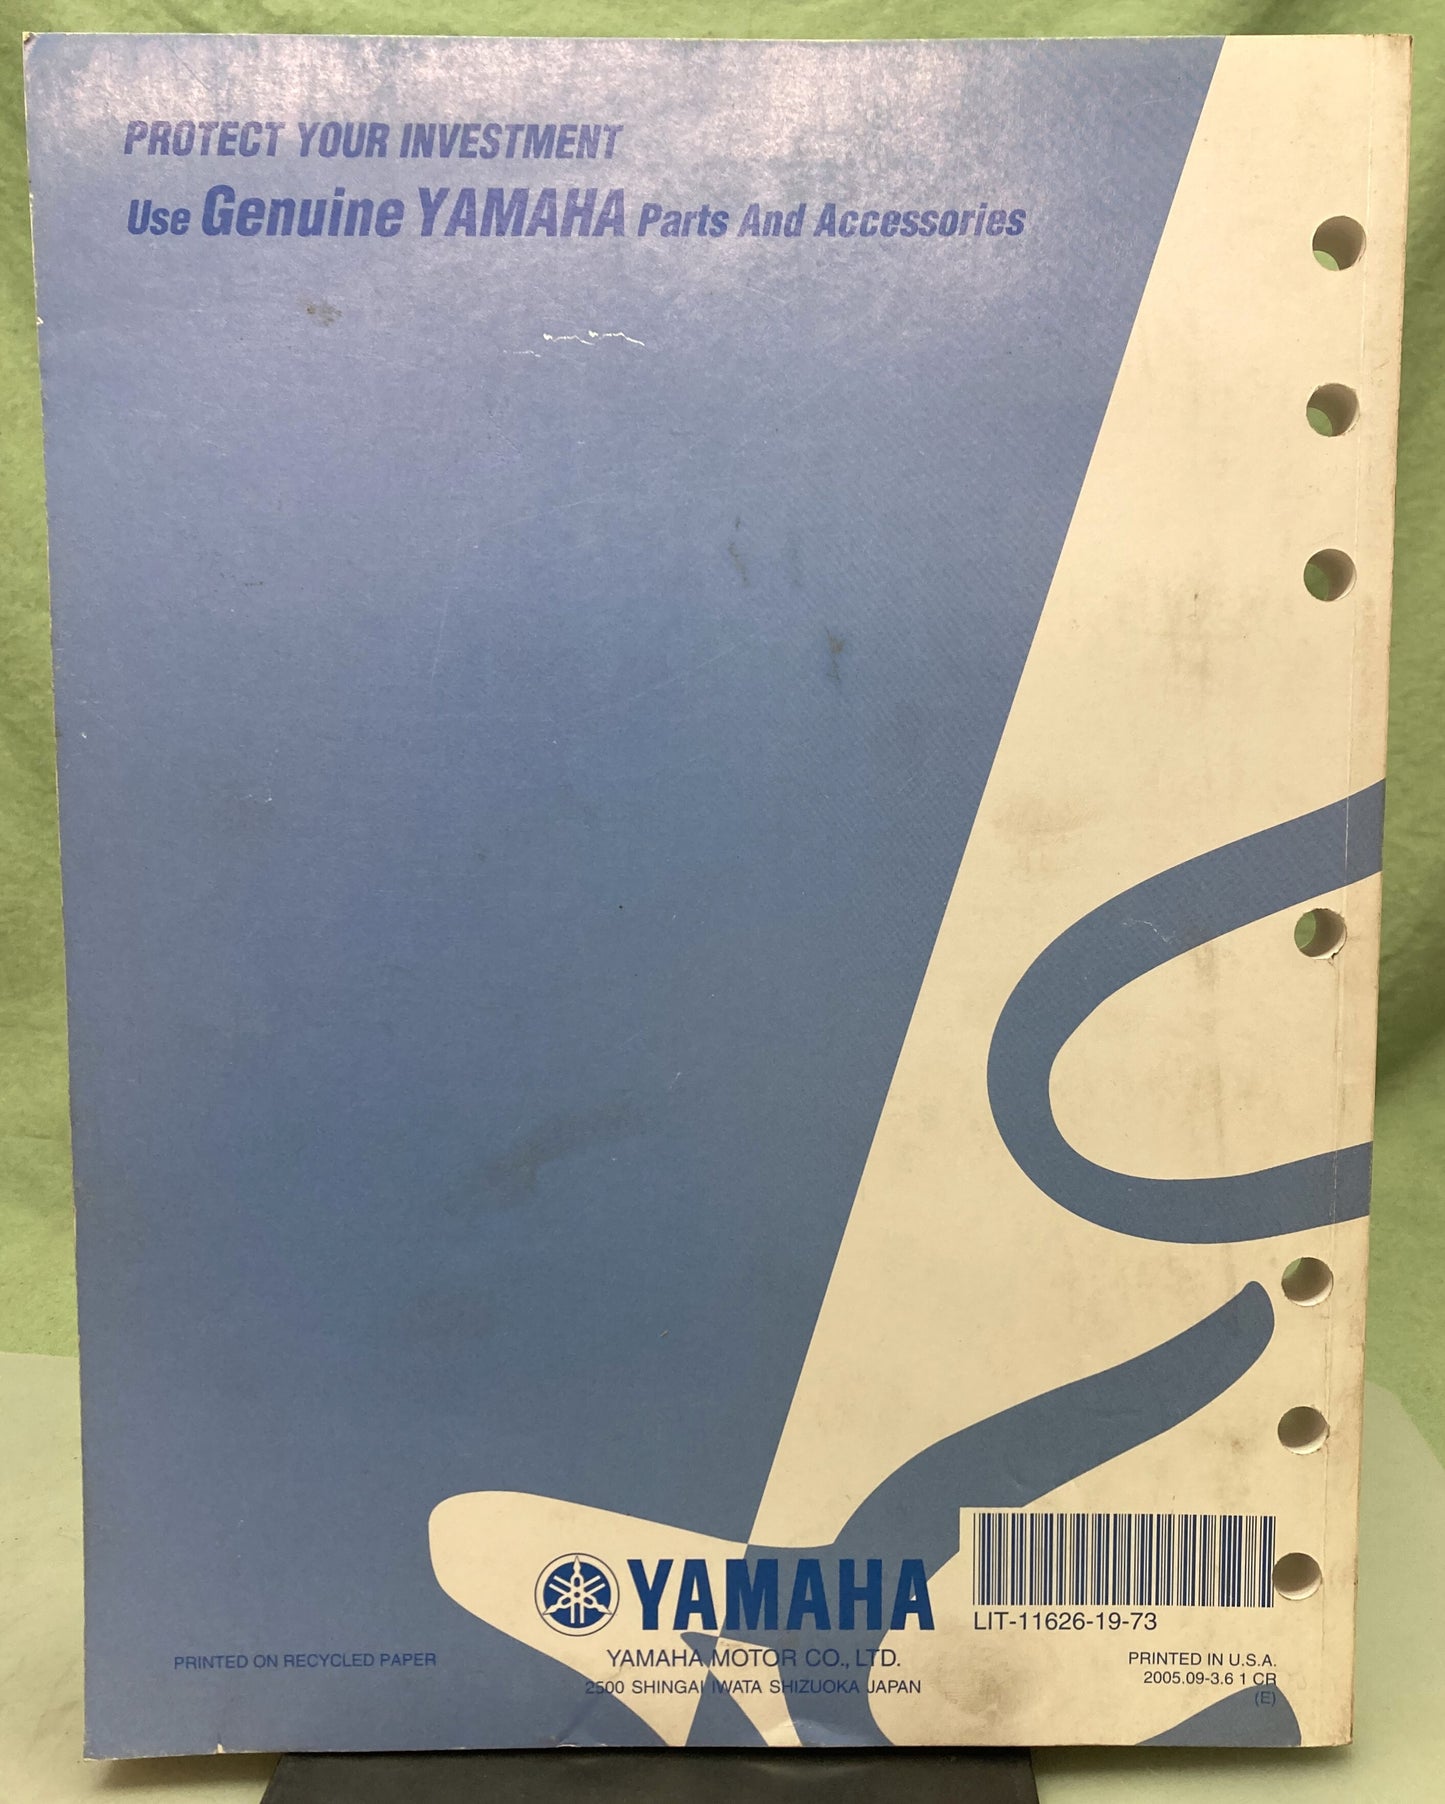 PROTECT YOUR INVESTMENT
Use Genuine YAMAHA Parts And Accessories
YAMAHA
LIT-11626-19-73
YAMAHA MOTOR CO., LTD.
2500 SHINGAI IWATA SHIZUOKA JAPAN
PRINTED ON RECYCLED PAPER
PRINTED IN U.S.A.
2005.09-3.6 1 CR
(E)